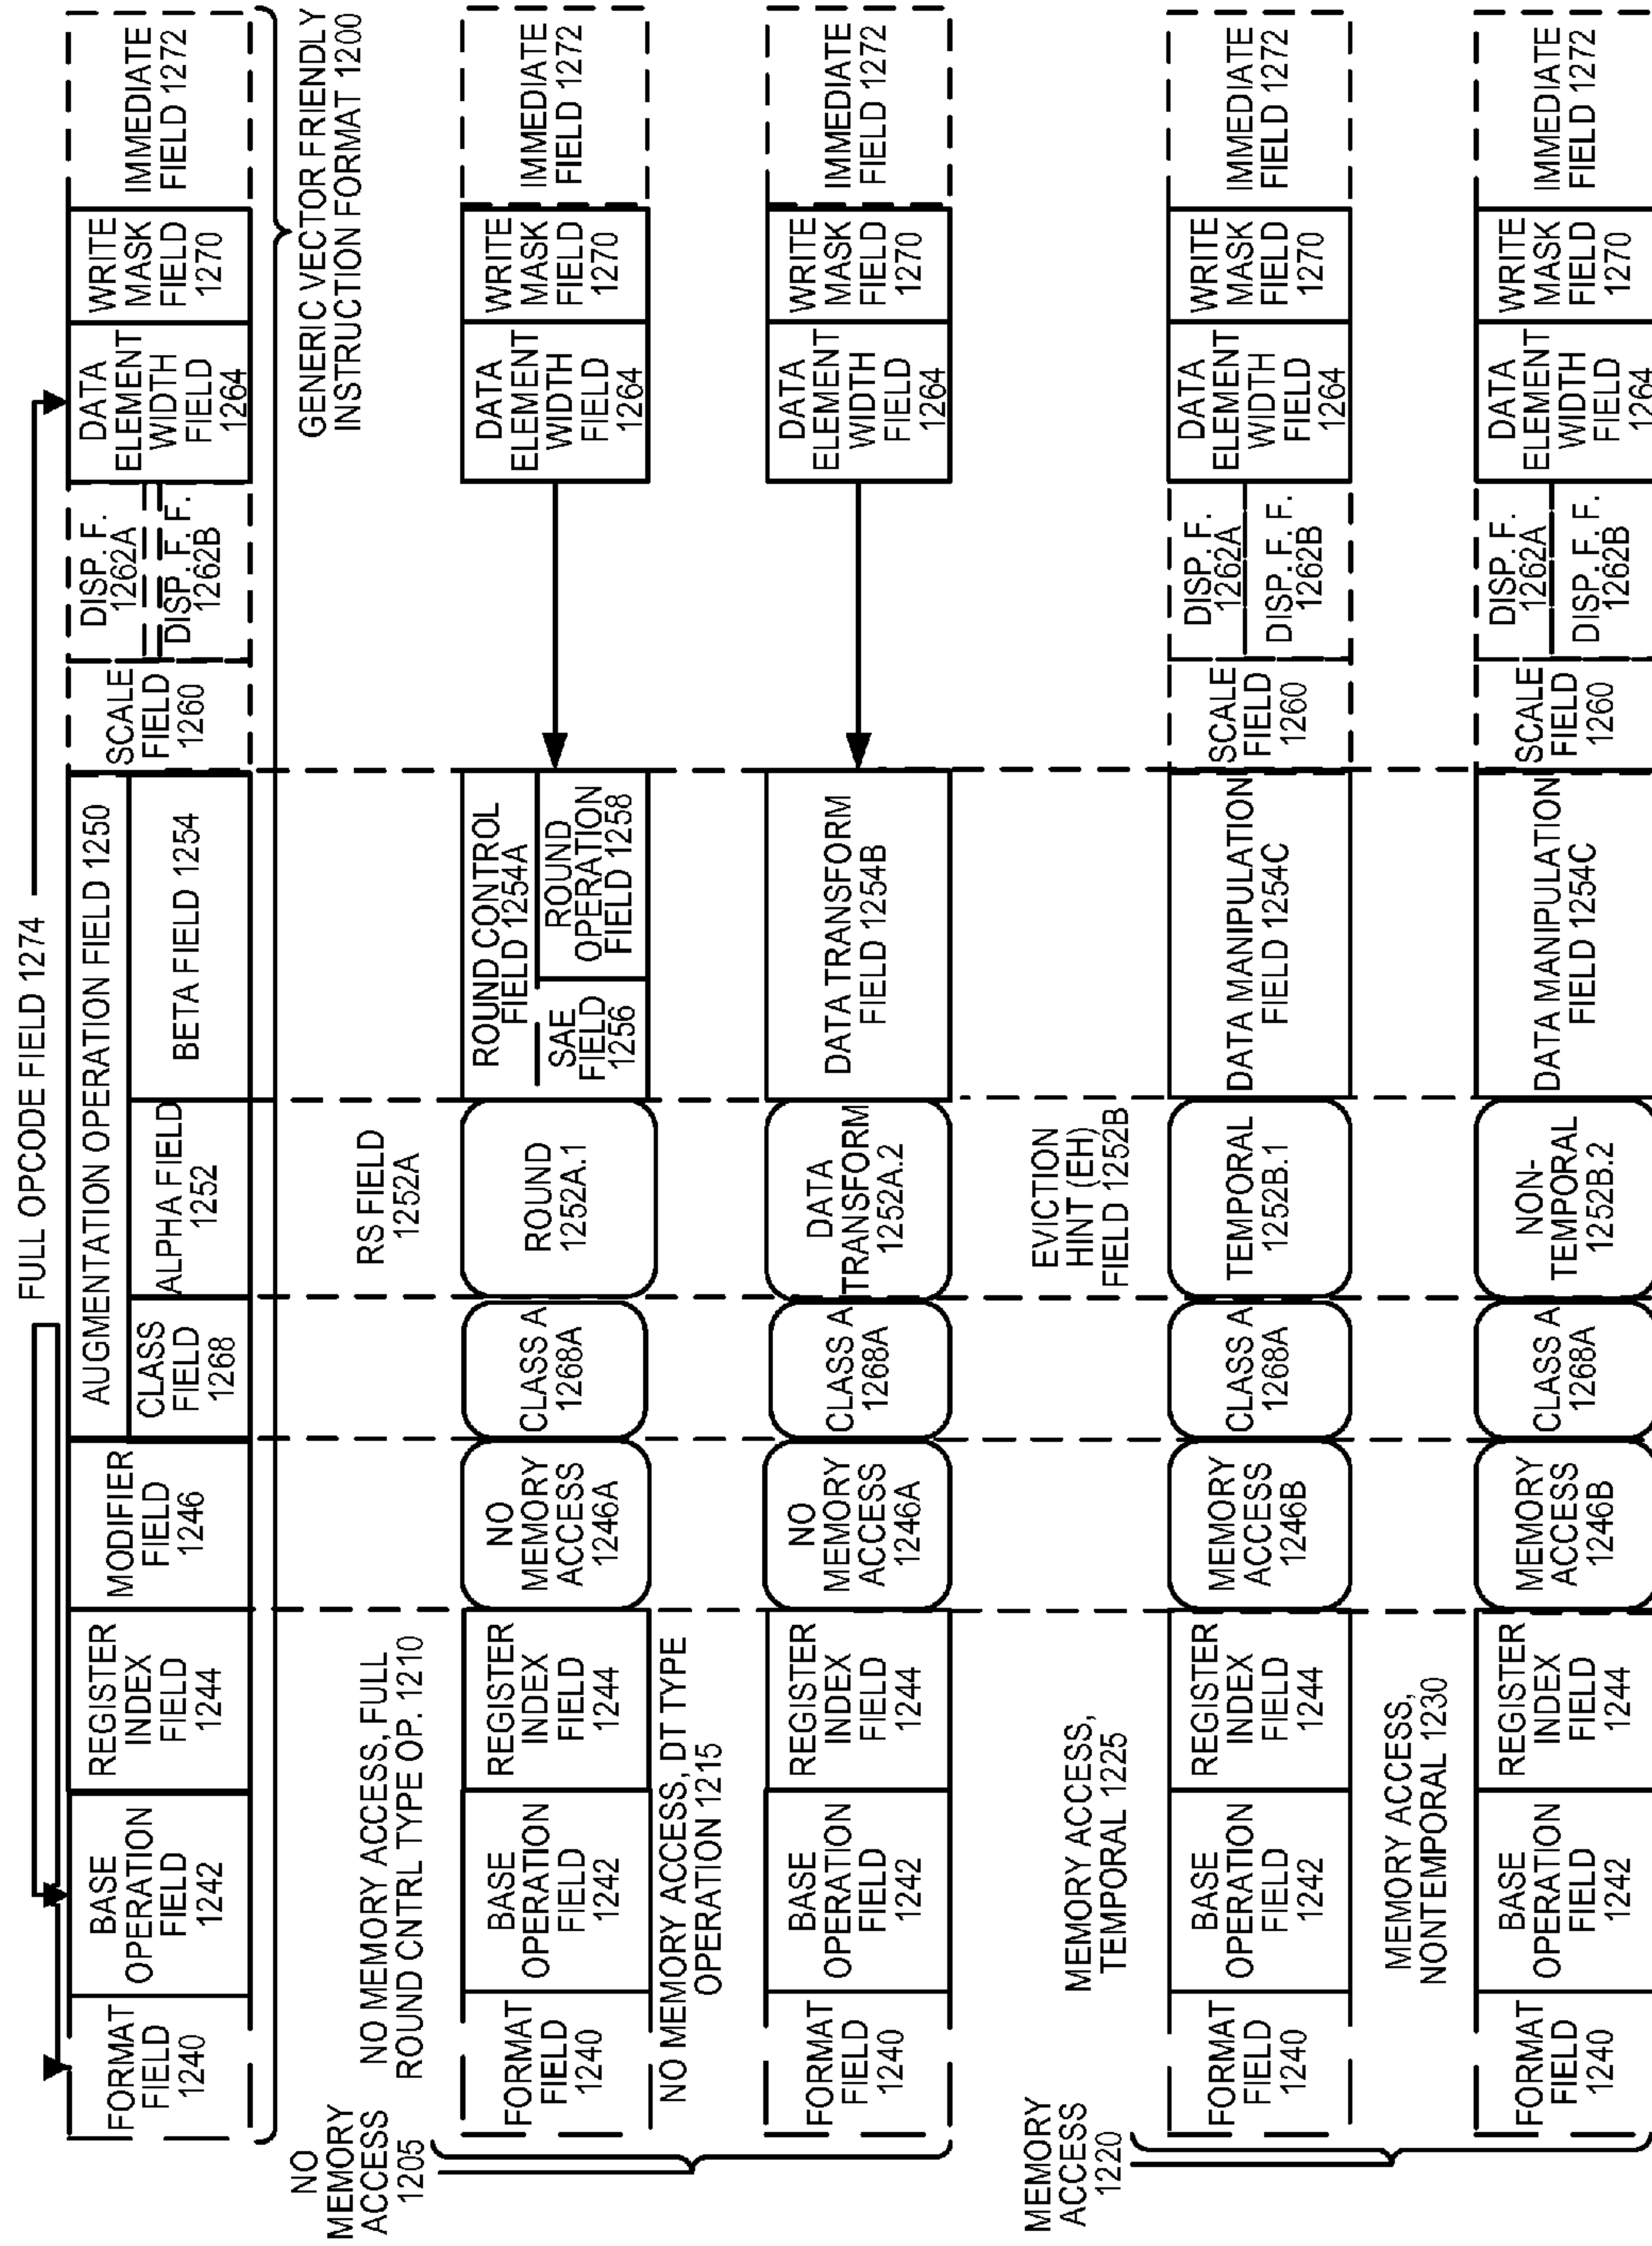 FULL OPCODE FIELD 1274
FORMAT
FIELD
1240
BASE
OPERATION
FIELD
1242
REGISTER
INDEX
FIELD
1244
MODIFIER
FIELD
1246
AUGMENTATION OPERATION FIELD 1250
CLASS
FIELD
1268
ALPHA FIELD
1252
BETA FIELD 1254
SCALE
FIELD
1260
DISP. F.
1262A
DISP. F. F.
1262B
DATA
ELEMENT
WIDTH
FIELD
1264
WRITE
MASK
FIELD
1270
IMMEDIATE
FIELD 1272
GENERIC VECTOR FRIENDLY
INSTRUCTION FORMAT 1200
NO
MEMORY
ACCESS
1205
NO MEMORY ACCESS, FULL
ROUND CNTRL TYPE OP. 1210
RS FIELD
1252A
FORMAT
FIELD
1240
BASE
OPERATION
FIELD
1242
REGISTER
INDEX
FIELD
1244
NO
MEMORY
ACCESS
1246A
CLASS A
1268A
ROUND
1252A.1
ROUND CONTROL
FIELD 1254A
SAE
FIELD
1256
ROUND
OPERATION
FIELD 1258
DATA
ELEMENT
WIDTH
FIELD
1264
WRITE
MASK
FIELD
1270
IMMEDIATE
FIELD 1272
NO MEMORY ACCESS, DT TYPE
OPERATION 1215
FORMAT
FIELD
1240
BASE
OPERATION
FIELD
1242
REGISTER
INDEX
FIELD
1244
NO
MEMORY
ACCESS
1246A
CLASS A
1268A
DATA
TRANSFORM
1252A.2
DATA TRANSFORM
FIELD 1254B
DATA
ELEMENT
WIDTH
FIELD
1264
WRITE
MASK
FIELD
1270
IMMEDIATE
FIELD 1272
MEMORY
ACCESS
1220
MEMORY ACCESS,
TEMPORAL 1225
EVICTION
HINT (EH)
FIELD 1252B
FORMAT
FIELD
1240
BASE
OPERATION
FIELD
1242
REGISTER
INDEX
FIELD
1244
MEMORY
ACCESS
1246B
CLASS A
1268A
TEMPORAL
1252B.1
DATA MANIPULATION
FIELD 1254C
SCALE
FIELD
1260
DISP. F.
1262A
DISP. F. F.
1262B
DATA
ELEMENT
WIDTH
FIELD
1264
WRITE
MASK
FIELD
1270
IMMEDIATE
FIELD 1272
MEMORY ACCESS,
NONTEMPORAL 1230
FORMAT
FIELD
1240
BASE
OPERATION
FIELD
1242
REGISTER
INDEX
FIELD
1244
MEMORY
ACCESS
1246B
CLASS A
1268A
NON-
TEMPORAL
1252B.2
DATA MANIPULATION
FIELD 1254C
SCALE
FIELD
1260
DISP. F.
1262A
DISP. F. F.
1262B
DATA
ELEMENT
WIDTH
FIELD
1264
WRITE
MASK
FIELD
1270
IMMEDIATE
FIELD 1272